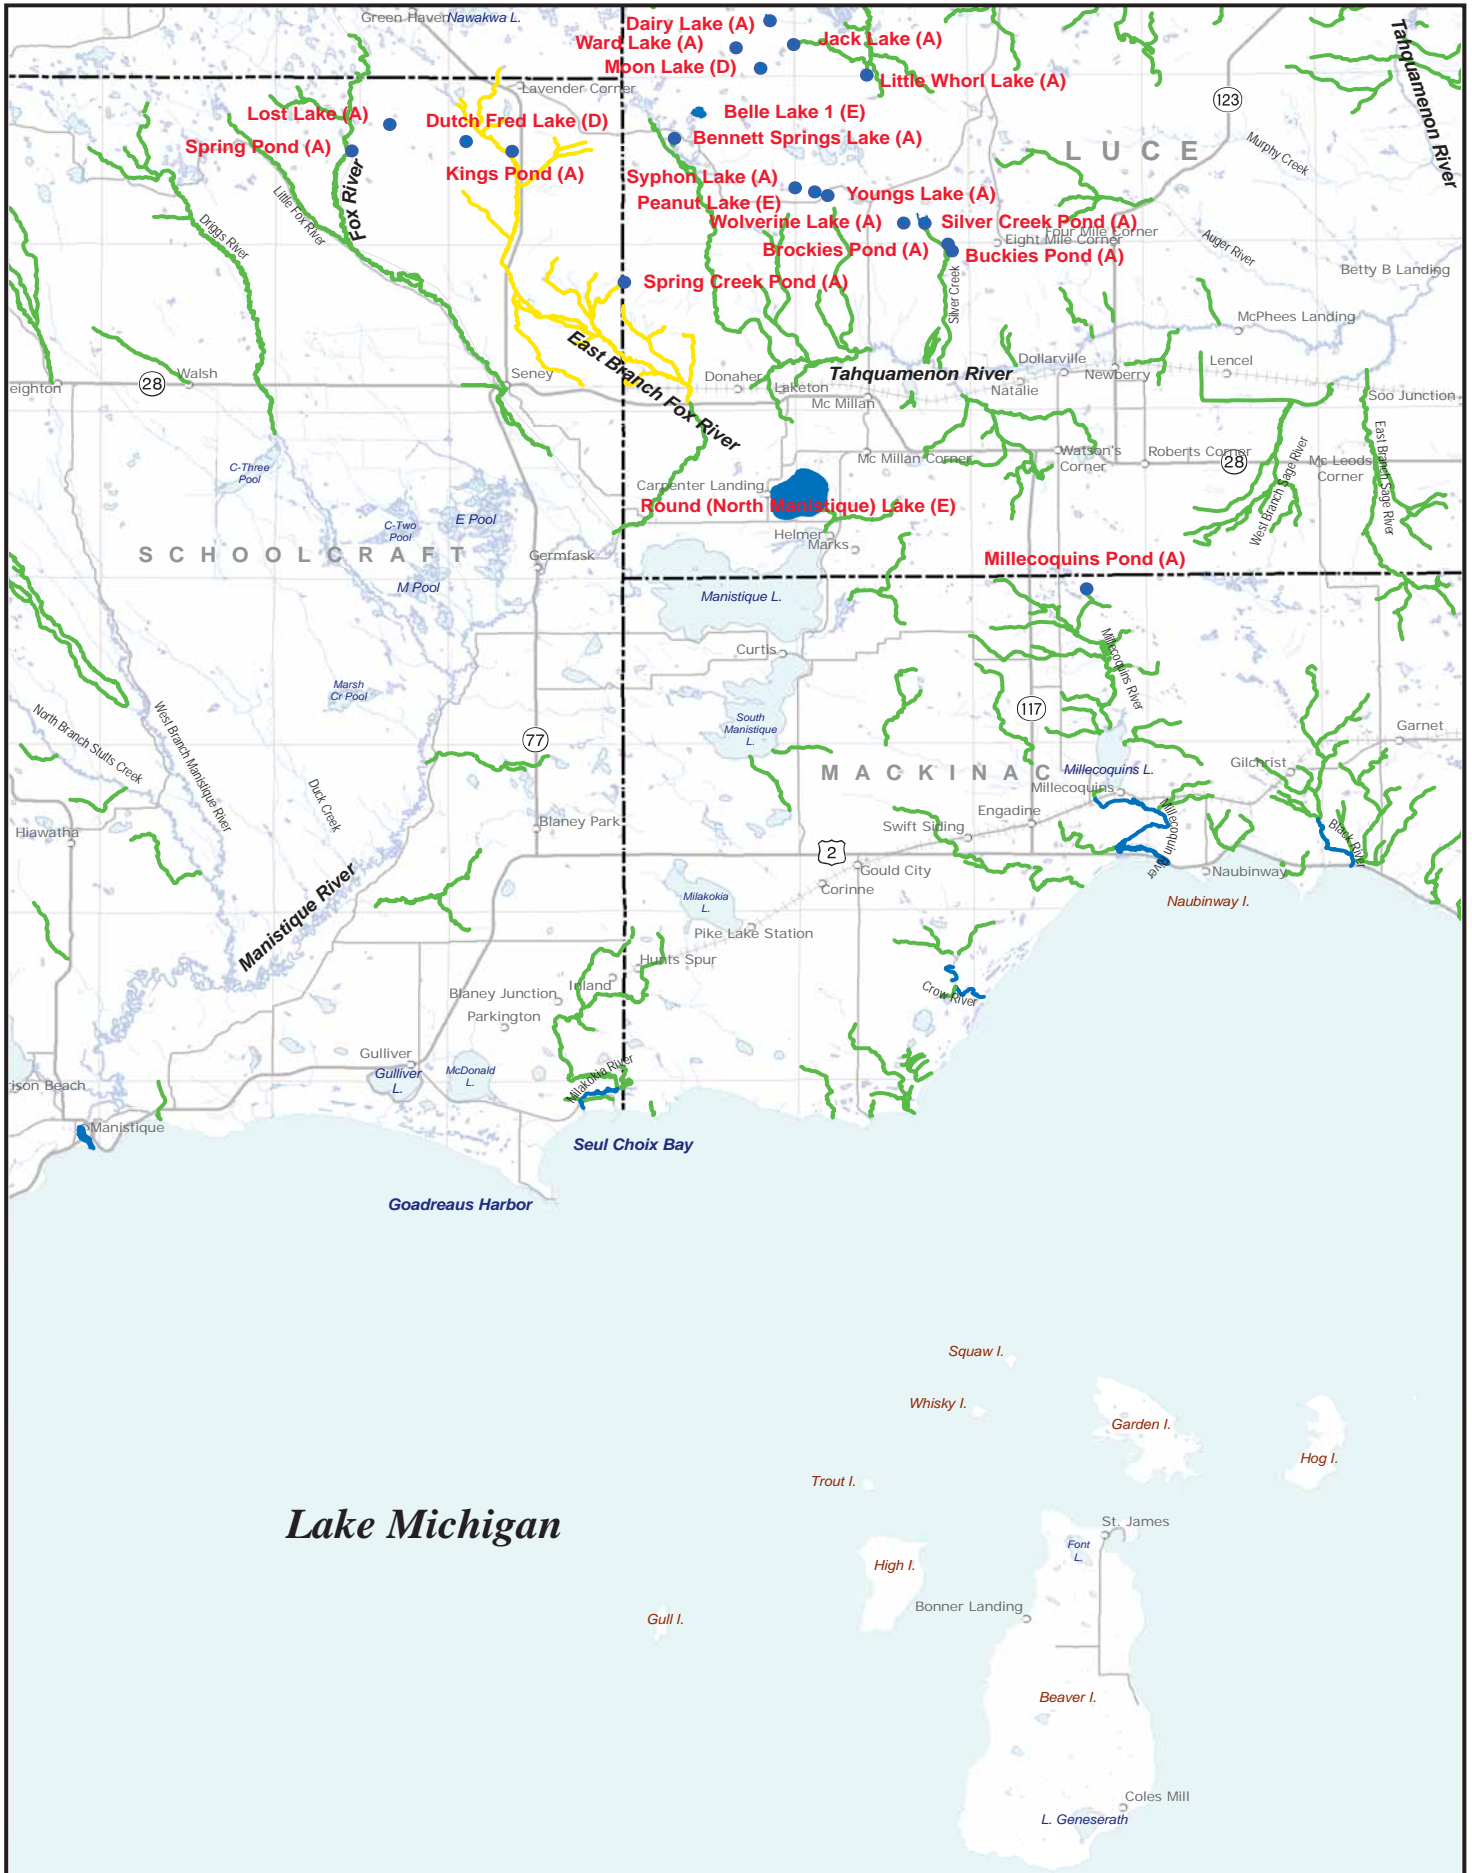 Green Haven
Nawakwa L.
Dairy Lake (A)
Ward Lake (A)
Jack Lake (A)
Moon Lake (D)
Little Whorl Lake (A)
Tahquamenon River
Lavender Corner
123
Lost Lake (A)
Dutch Fred Lake (D)
Belle Lake 1 (E)
Spring Pond (A)
Bennett Springs Lake (A)
LUCE
Murphy Creek
Tahquamenon River
Kings Pond (A)
Syphon Lake (A)
Peanut Lake (E)
Youngs Lake (A)
Fox River
Little Fox River
Driggs River
Wolverine Lake (A)
Silver Creek Pond (A)
Four Mile Corner
Eight Mile Corner
Auger River
Brockies Pond (A)
Buckies Pond (A)
Betty B Landing
Spring Creek Pond (A)
Silver Creek
McPhees Landing
East Branch Fox River
Dollarville
Lencel
eighton
28
Walsh
Seney
Donaher
Laketon
Tahquamenon River
Natalie
Newberry
Soo Junction
Mc Millan
C-Three
Pool
Mc Millan Corner
Watson's
Corner
Roberts Corner
28
Mc Leods
Corner
West Branch Sage River
East Branch Sage River
Carpenter Landing
Round (North Manistique) Lake (E)
C-Two
Pool
E Pool
Helmer
Marks
SCHOOLCRAFT
Germfask
Millecoquins Pond (A)
M Pool
Manistique L.
Curtis
Millecoquins River
Marsh
Cr Pool
South
Manistique
L.
117
North Branch Stutts Creek
West Branch Manistique River
77
Garnet
Duck Creek
MACKINAC
Millecoquins L.
Gilchrist
Millecoquins
Engadine
Hiawatha
Blaney Park
Swift Siding
Millecoquin River
Black River
2
Gould City
Corinne
Naubinway
Manistique River
Milakokia
L.
Naubinway I.
Pike Lake Station
Hunts Spur
Inland
Blaney Junction
Parkington
Crow River
Gulliver
Gulliver
L.
McDonald
L.
Milakokia River
rison Beach
Manistique
Seul Choix Bay
Goadreaus Harbor
Squaw I.
Whisky I.
Garden I.
Hog I.
Trout I.
Lake Michigan
St. James
Font
L.
High I.
Bonner Landing
Gull I.
Beaver I.
Coles Mill
L. Geneserath